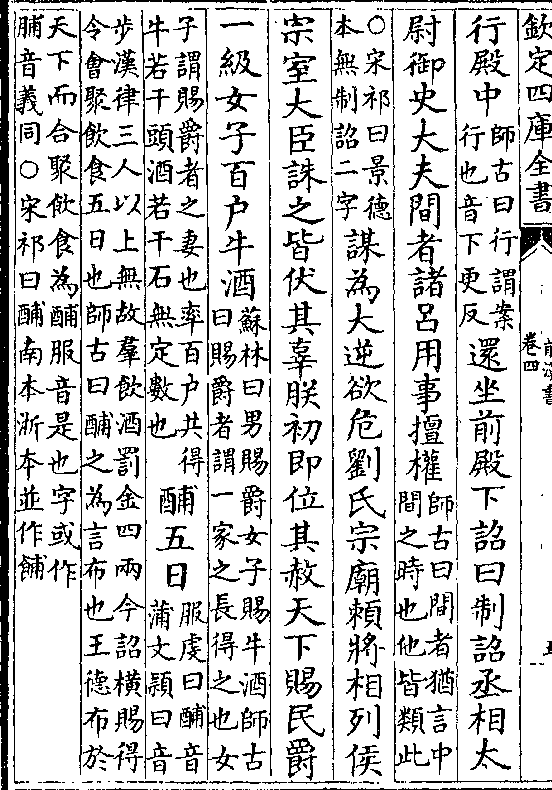 欽定四庫全書
卷四
行殿中師古曰行謂案行也音下更反還坐前殿下詔曰制詔丞相太
尉御史大夫間者諸呂用事擅權師古曰間者猶言中間之時也他皆類此
○宋祁曰景德本無制詔二字謀為大逆欲危劉氏宗廟賴將相列侯
宗室大臣誅之皆伏其辜朕初即位其赦天下賜民爵
一級女子百户牛酒蘇林曰男賜爵女子賜牛酒師古曰賜爵者謂一家之長得之也女
子謂賜爵者之妻也率百户共得牛若干頭酒若干石無定數也酺五日服虔曰酺音蒲文頴曰音
步漢律三人以上無故羣飲酒罰金四兩今詔横賜得令會聚飲食五日也師古曰酺之為言布也王德布於
天下而合聚飲食為酺服音是也字或作脯音義同○宋祁曰酺南本浙本並作餔